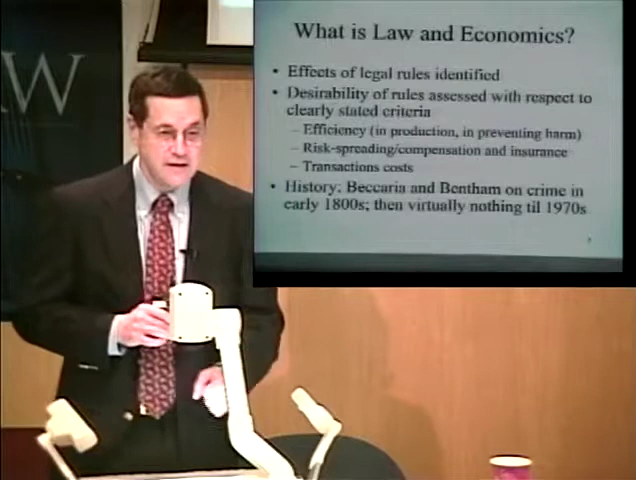 AW
What is Law and Economics?
• Effects of legal rules identified
• Desirability of rules assessed with respect to
clearly stated criteria
– Efficiency (in production, in preventing harm)
– Risk-spreading/compensation and insurance
– Transactions costs
• History: Beccaria and Bentham on crime in
early 1800s; then virtually nothing til 1970s